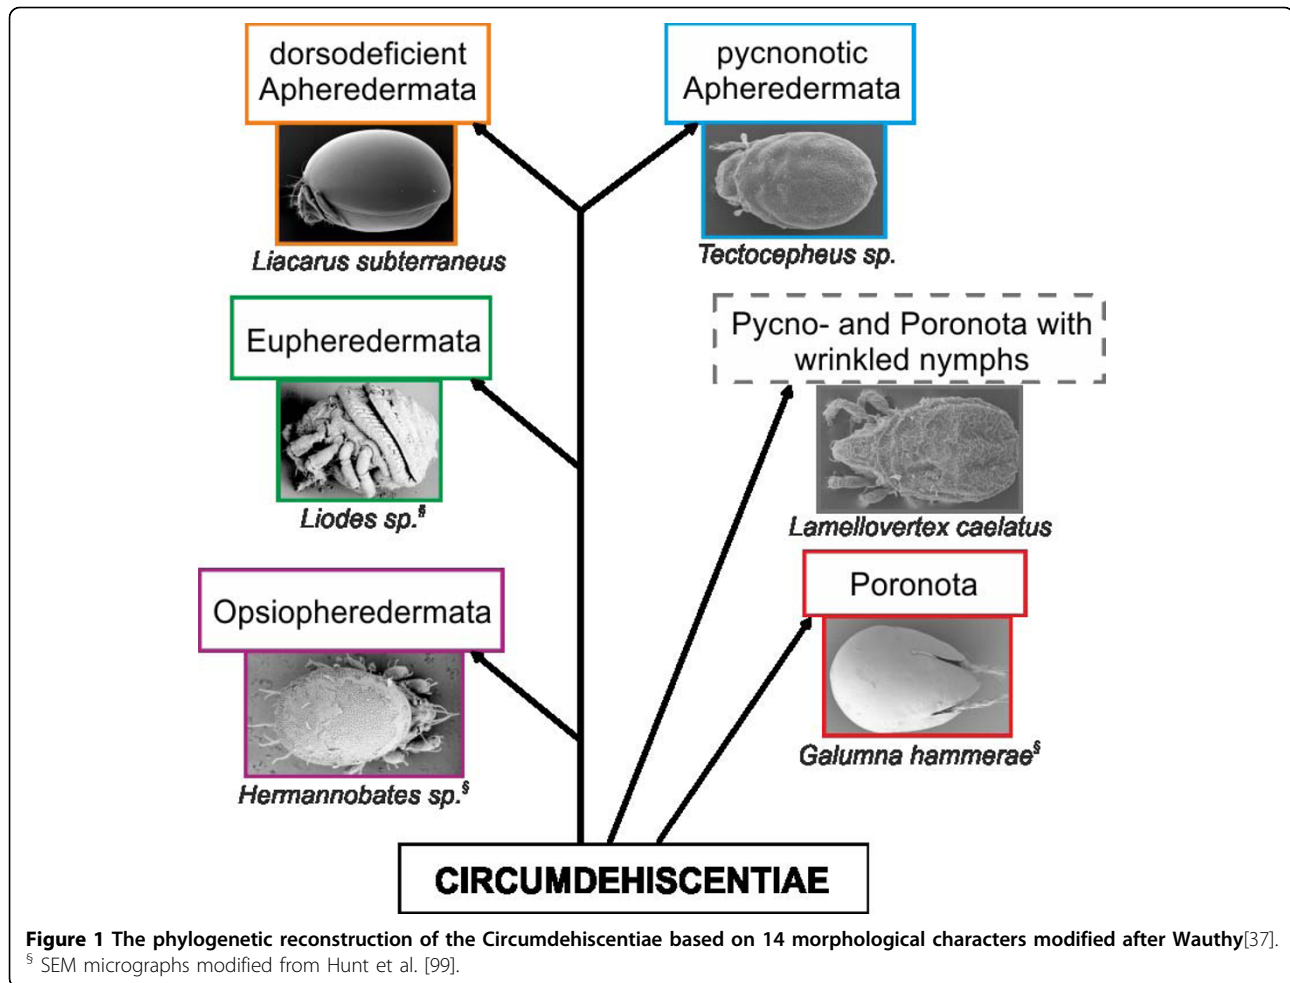 dorsodeficient
Apheredermata
Liacarus subterraneus
pycnonotic
Apheredermata
Tectocepheus sp.
Eupheredermata
Liodes sp.§
Pycno- and Poronota with
wrinkled nymphs
Lamellovertex caelatus
Opsiopheredermata
Hermannobates sp.§
Poronota
Galumna hammerae§
CIRCUMDEHISCENTIAE
Figure 1 The phylogenetic reconstruction of the Circumdehiscentiae based on 14 morphological characters modified after Wauthy[37].
§ SEM micrographs modified from Hunt et al. [99].